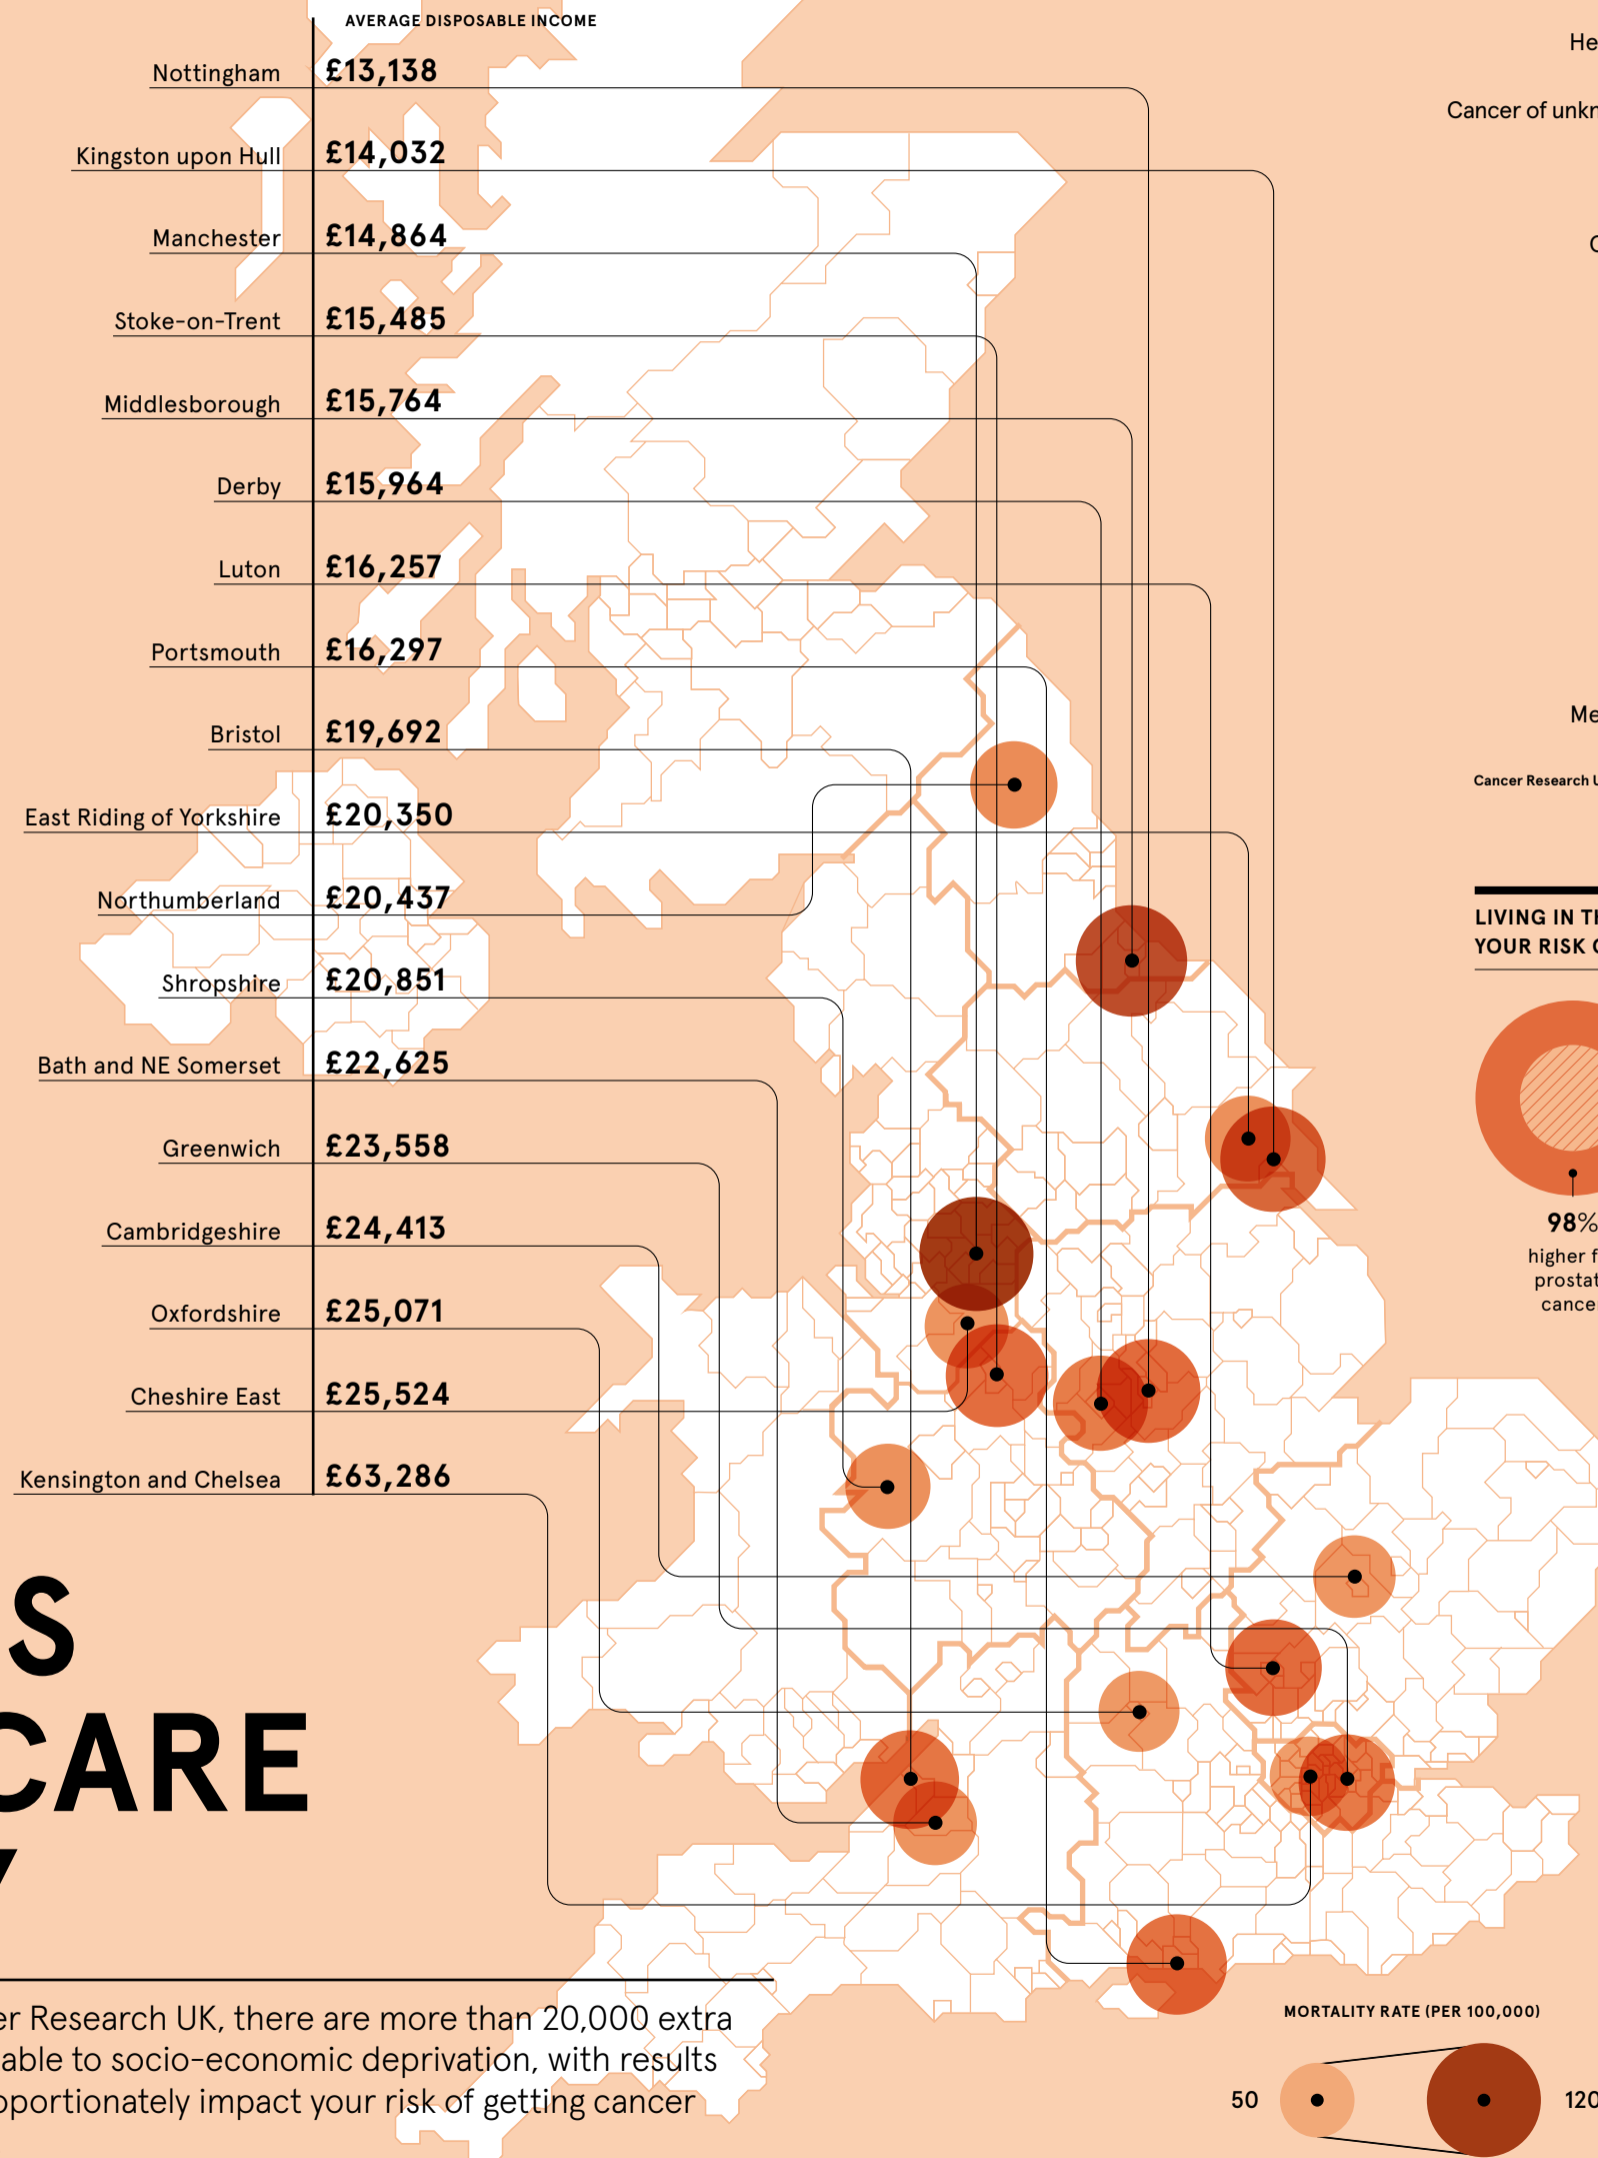 AVERAGE DISPOSABLE INCOME
Nottingham £13,138
Kingston upon Hull £14,032
Manchester £14,864
Stoke-on-Trent £15,485
Middlesborough £15,764
Derby £15,964
Luton £16,257
Portsmouth £16,297
Bristol £19,692
East Riding of Yorkshire £20,350
Northumberland £20,437
Shropshire £20,851
Bath and NE Somerset £22,625
Greenwich £23,558
Cambridgeshire £24,413
Oxfordshire £25,071
Cheshire East £25,524
Kensington and Chelsea £63,286
S
CARE
er Research UK, there are more than 20,000 extra
able to socio-economic deprivation, with results
oportionately impact your risk of getting cancer
He
Cancer of unkn
Me
Cancer Research U
LIVING IN TH
YOUR RISK
98%
higher f
prostat
cance
MORTALITY RATE (PER 100,000)
50
120